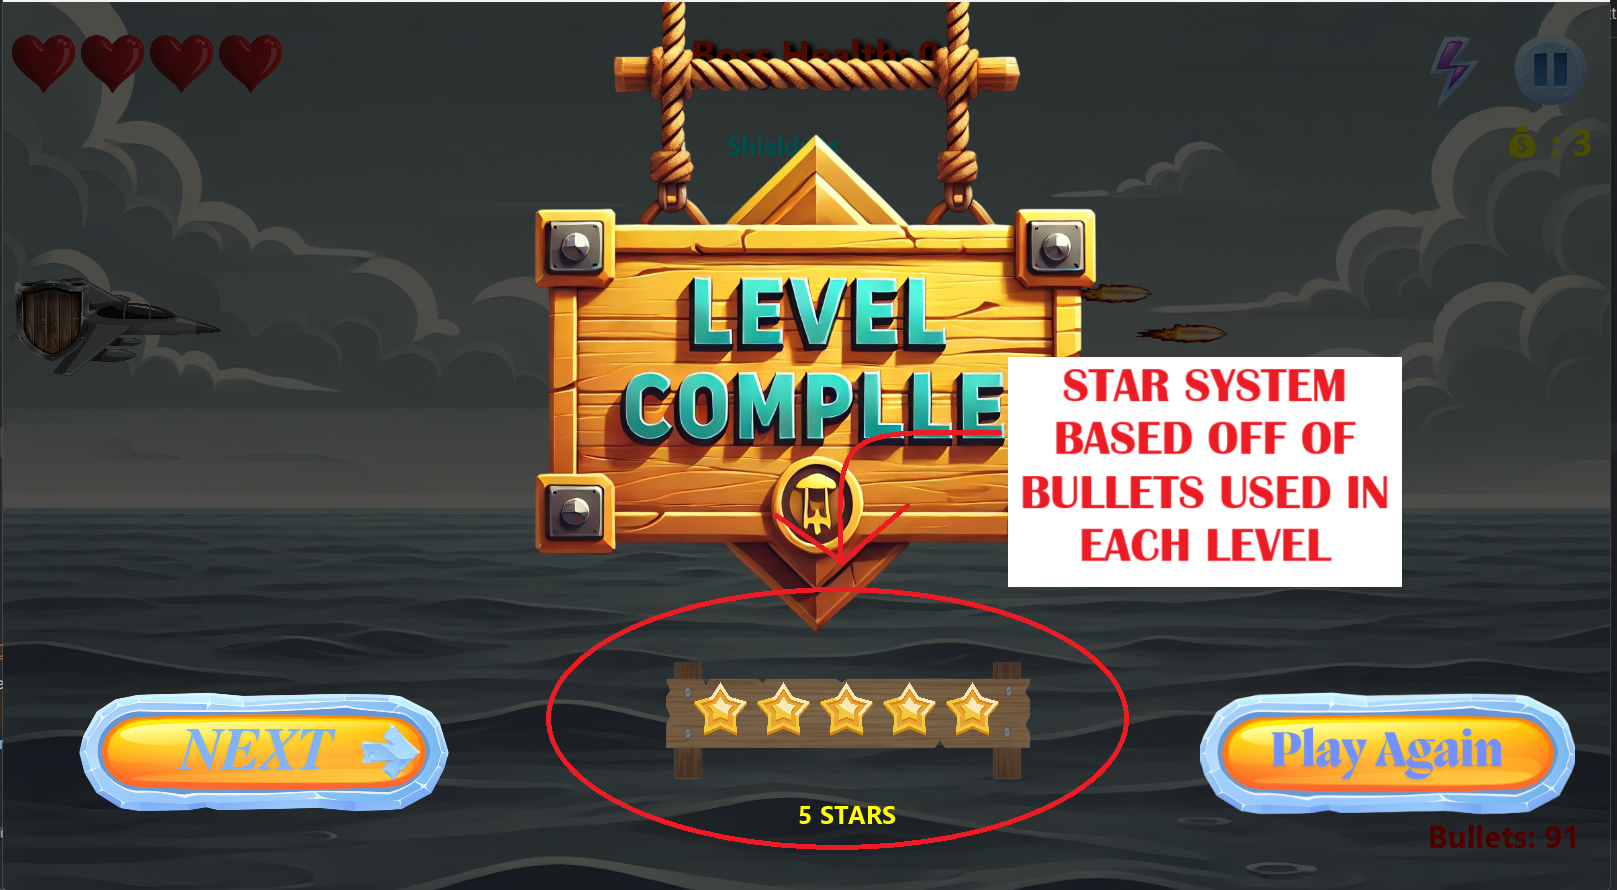 Boss Health: 0
: 3
LEVEL
COMPLLE
STAR SYSTEM
BASED OFF OF
BULLETS USED IN
EACH LEVEL
NEXT
5 STARS
Play Again
Bullets: 91